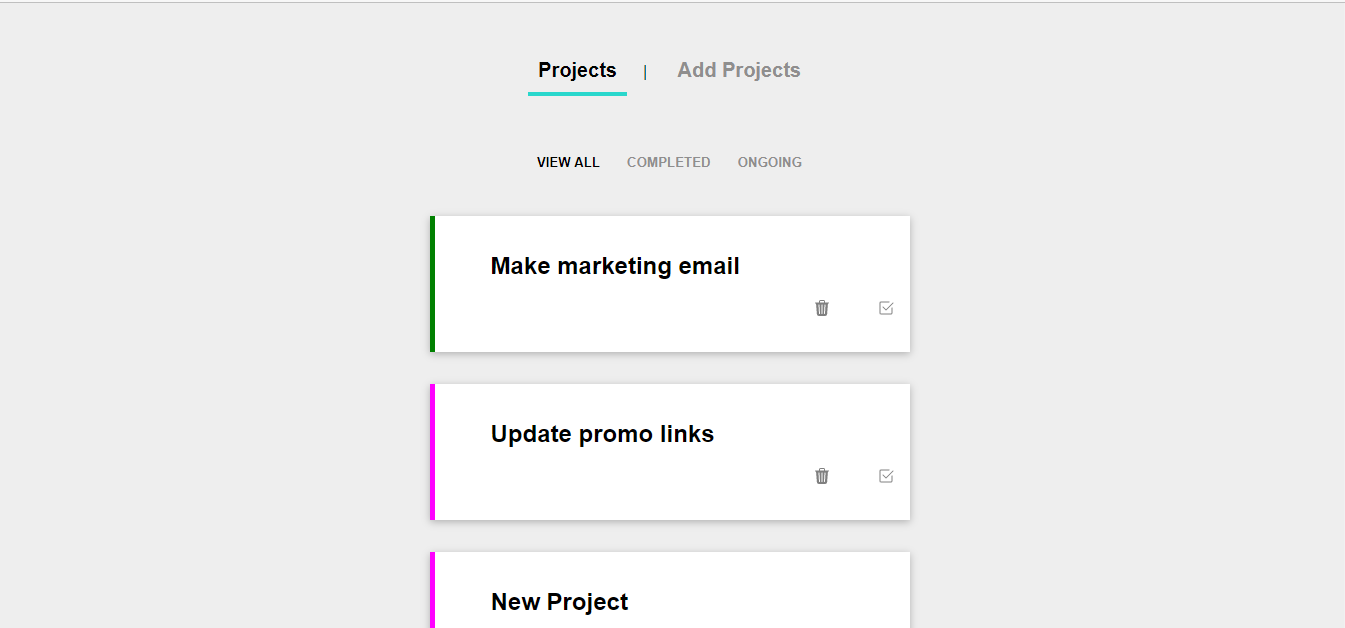 Projects | Add Projects
VIEW ALL COMPLETED ONGOING
Make marketing email
Update promo links
New Project